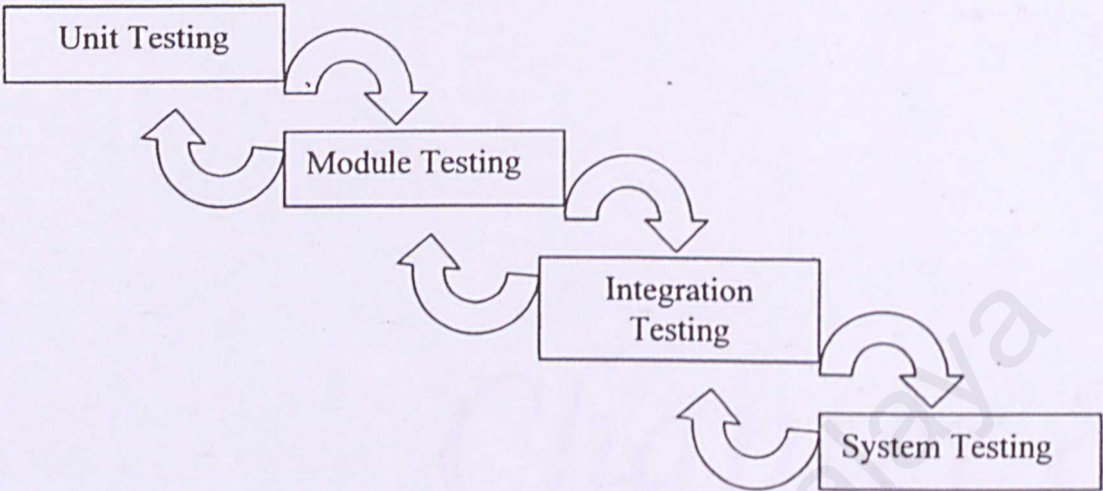 Unit Testing
Module Testing
Integration
Testing
System Testing